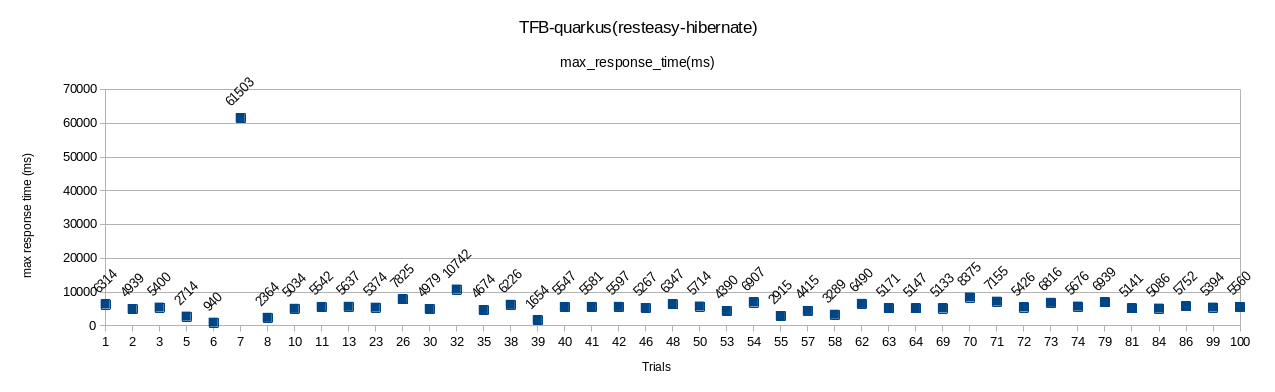 TFB-quarkus(resteasy-hibernate)
max_response_time(ms)
max response time (ms)
70000
60000
50000
40000
30000
20000
10000
0
6314 4939 5400 2714 940 61503 2364 5034 5542 5637 5374 7825 4979 10742 4674 6226 1654 5547 5581 5597 5267 6347 5714 4390 6907 2915 4415 3289 6490 5171 5147 5133 8375 7155 5426 6816 5676 6939 5141 5086 5752 5394 5560
1 2 3 5 6 7 8 10 11 13 23 26 30 32 35 38 39 40 41 42 46 48 50 53 54 55 57 58 62 63 64 69 70 71 72 73 74 79 81 84 86 99 100
Trials